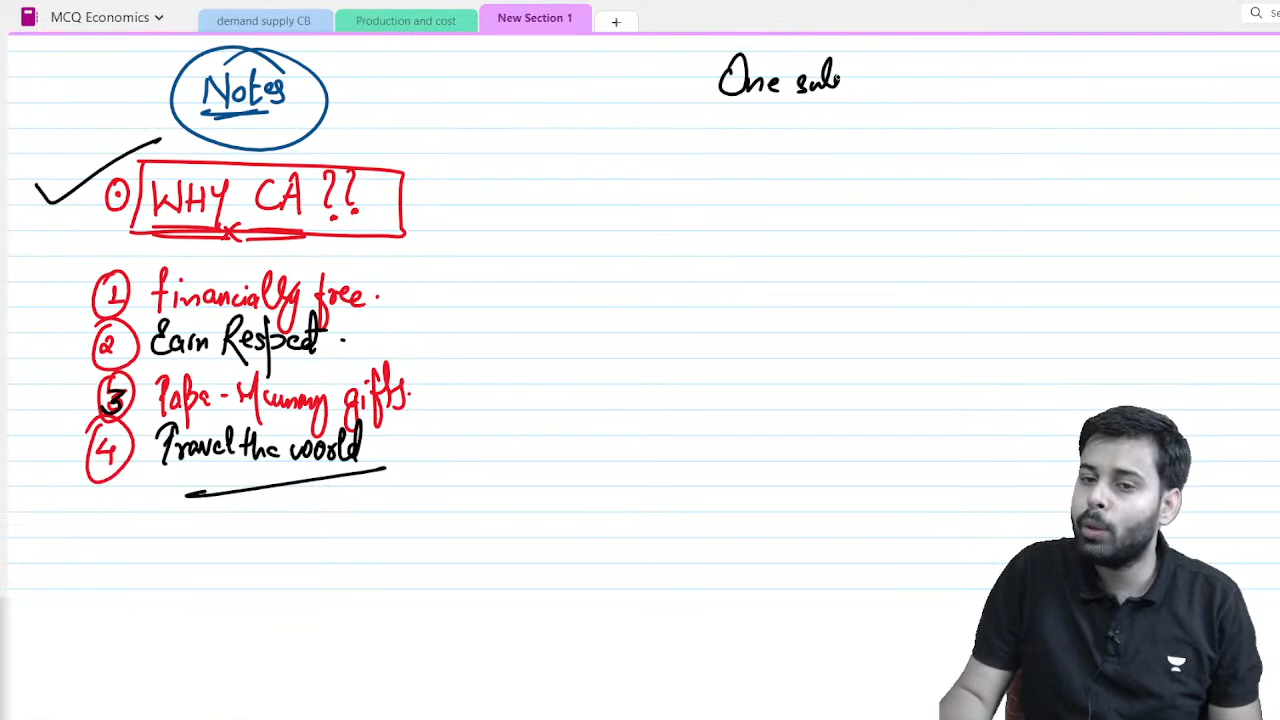 MCQ Economics
demand supply CB
Production and cost
New Section 1
+
Se
Notes
One sub
WHY CA ??
1 financially free.
2 Earn Respect.
3 Papa - Mummy gifts.
4 Travel the world